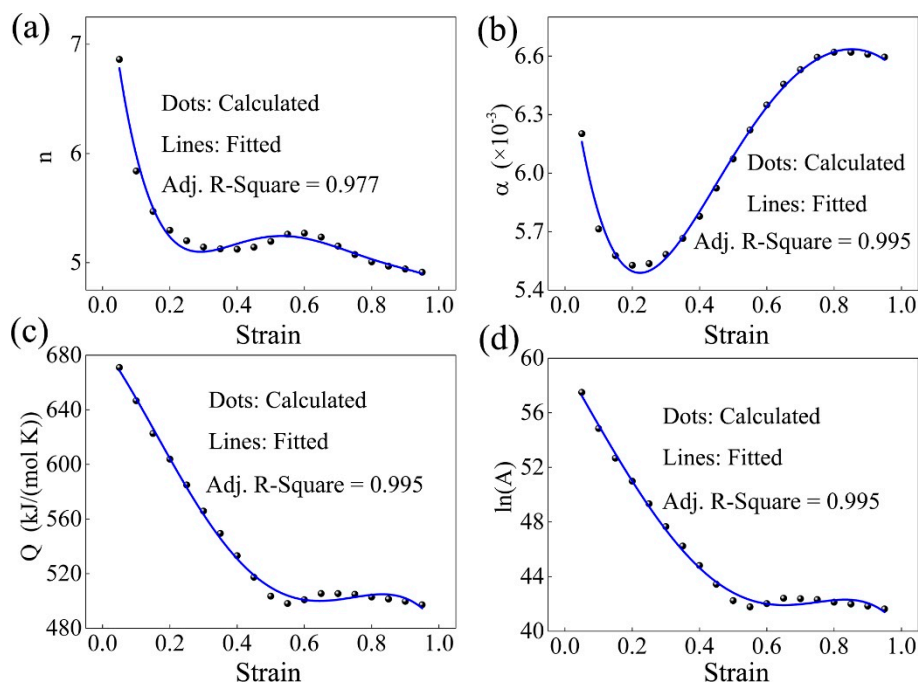 (a)
7
6
5
n
Dots: Calculated
Lines: Fitted
Adj. R-Square = 0.977
0.0 0.2 0.4 0.6 0.8 1.0
Strain
(b)
6.6
6.3
6.0
5.7
5.4
α (×10⁻³)
Dots: Calculated
Lines: Fitted
Adj. R-Square = 0.995
0.0 0.2 0.4 0.6 0.8 1.0
Strain
(c)
680
640
600
560
520
480
Q (kJ/(mol K))
Dots: Calculated
Lines: Fitted
Adj. R-Square = 0.995
0.0 0.2 0.4 0.6 0.8 1.0
Strain
(d)
60
56
52
48
44
40
ln(A)
Dots: Calculated
Lines: Fitted
Adj. R-Square = 0.995
0.0 0.2 0.4 0.6 0.8 1.0
Strain